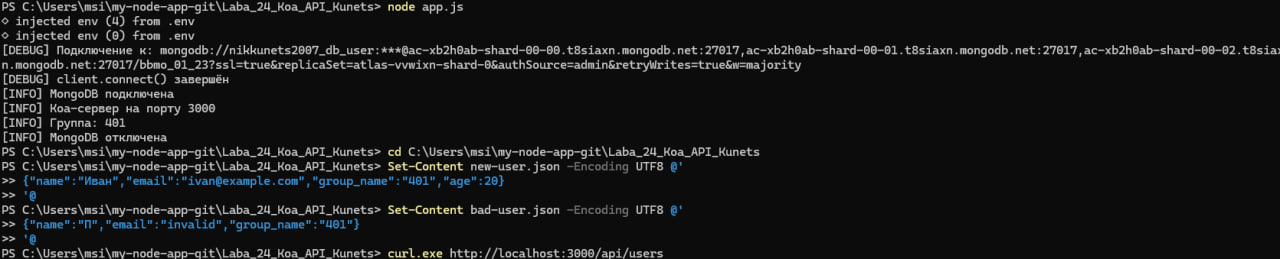 PS C:\Users\msi\my-node-app-git\Laba_24_Koa_API_Kunets> node app.js
◇ injected env (4) from .env
◇ injected env (0) from .env
[DEBUG] Подключение к: mongodb://nikkunets2007_db_user:***@ac-xb2h0ab-shard-00-00.t8siaxn.mongodb.net:27017,ac-xb2h0ab-shard-00-01.t8siaxn.mongodb.net:27017,ac-xb2h0ab-shard-00-02.t8siax
n.mongodb.net:27017/bbmo_01_23?ssl=true&replicaSet=atlas-vvwixn-shard-0&authSource=admin&retryWrites=true&w=majority
[DEBUG] client.connect() завершён
[INFO] MongoDB подключена
[INFO] Koa-сервер на порту 3000
[INFO] Группа: 401
[INFO] MongoDB отключена
PS C:\Users\msi\my-node-app-git\Laba_24_Koa_API_Kunets> cd C:\Users\msi\my-node-app-git\Laba_24_Koa_API_Kunets
PS C:\Users\msi\my-node-app-git\Laba_24_Koa_API_Kunets> Set-Content new-user.json -Encoding UTF8 @'
>> {"name":"Иван","email":"ivan@example.com","group_name":"401","age":20}
>> '@
PS C:\Users\msi\my-node-app-git\Laba_24_Koa_API_Kunets> Set-Content bad-user.json -Encoding UTF8 @'
>> {"name":"П","email":"invalid","group_name":"401"}
>> '@
PS C:\Users\msi\my-node-app-git\Laba_24_Koa_API_Kunets> curl.exe http://localhost:3000/api/users